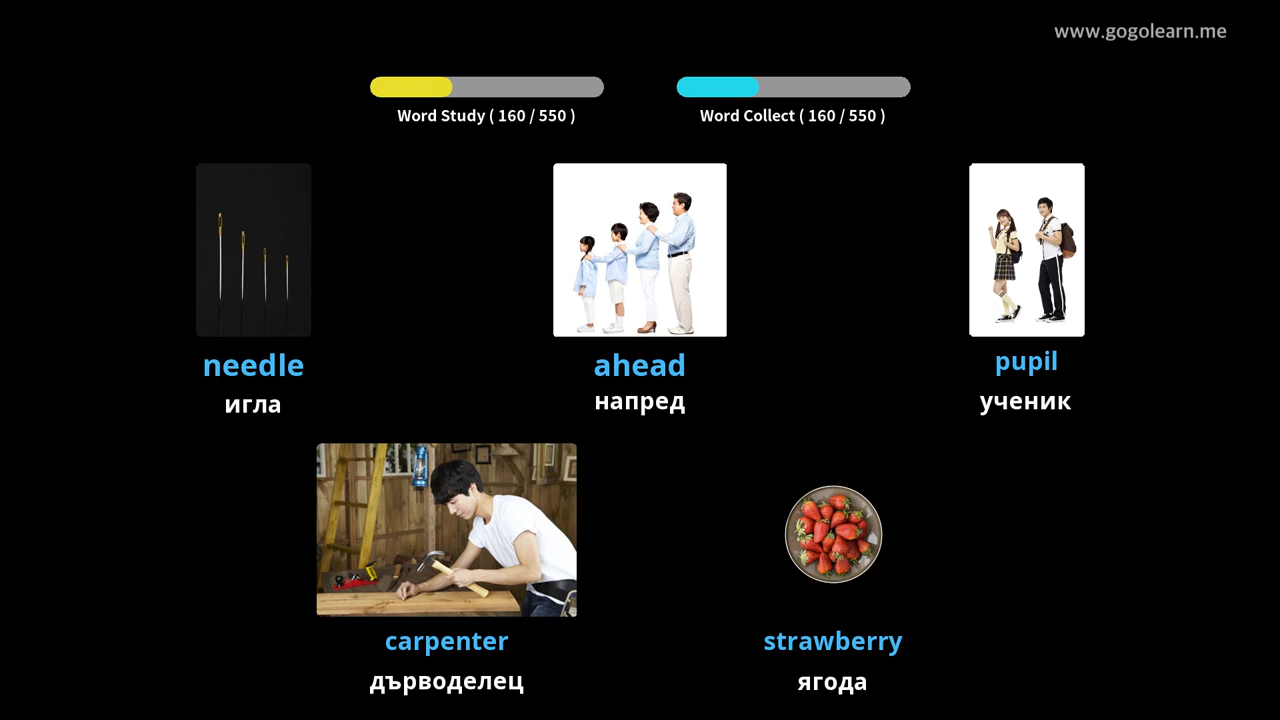 www.gogolearn.me
Word Study ( 160 / 550 )
Word Collect ( 160 / 550 )
needle
игла
ahead
напред
pupil
ученик
carpenter
дърводелец
strawberry
ягода